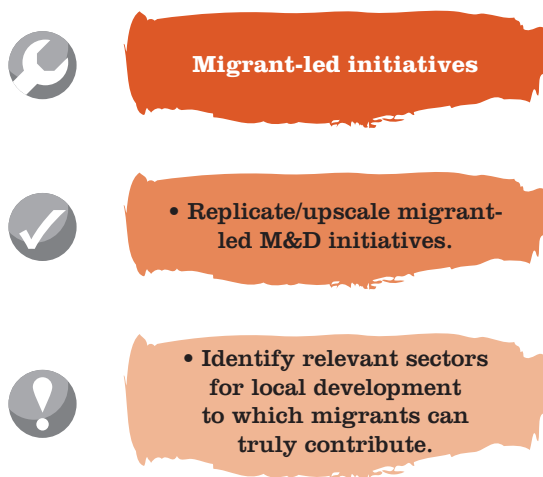 Migrant-led initiatives
• Replicate/upscale migrant-
led M&D initiatives.
• Identify relevant sectors
for local development
to which migrants can
truly contribute.